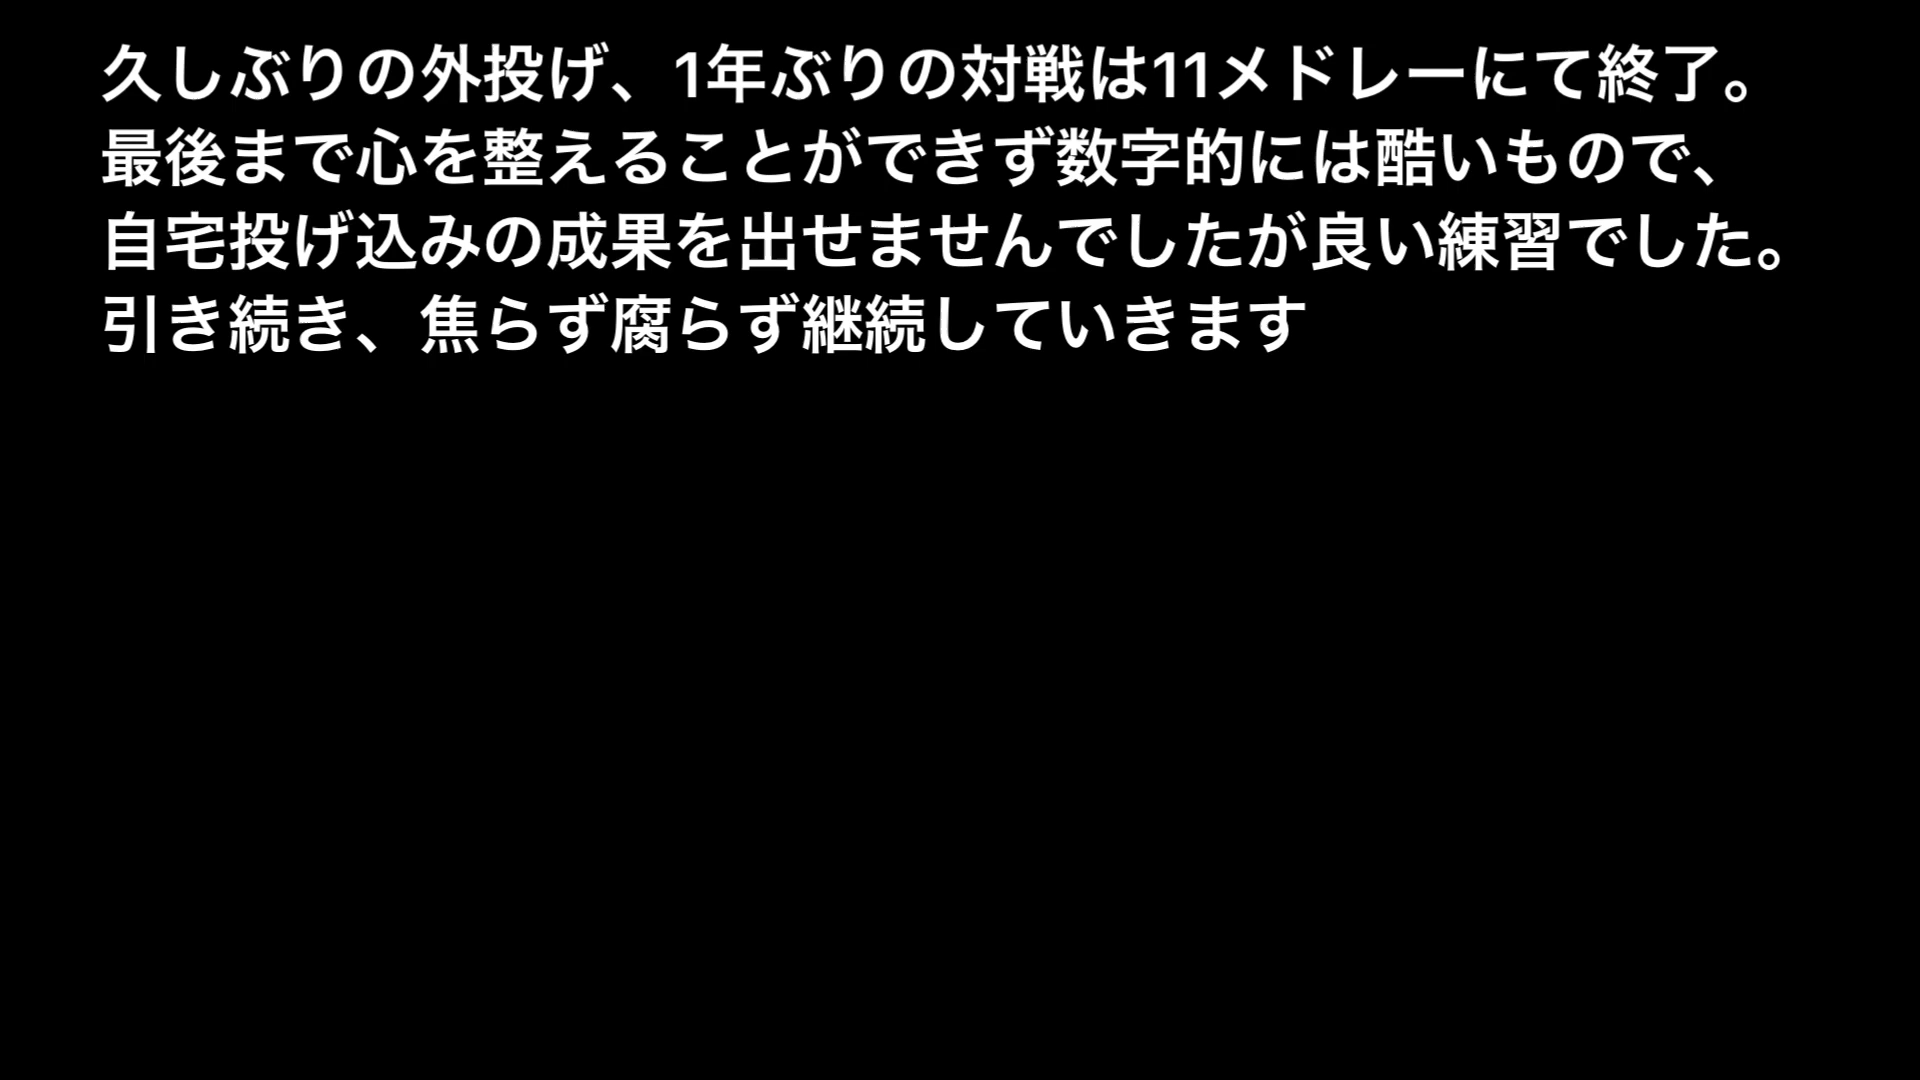 久しぶりの外投げ、1年ぶりの対戦は11メドレーにて終了。
最後まで心を整えることができず数字的には酷いもので、
自宅投げ込みの成果を出せませんでしたが良い練習でした。
引き続き、焦らず腐らず継続していきます